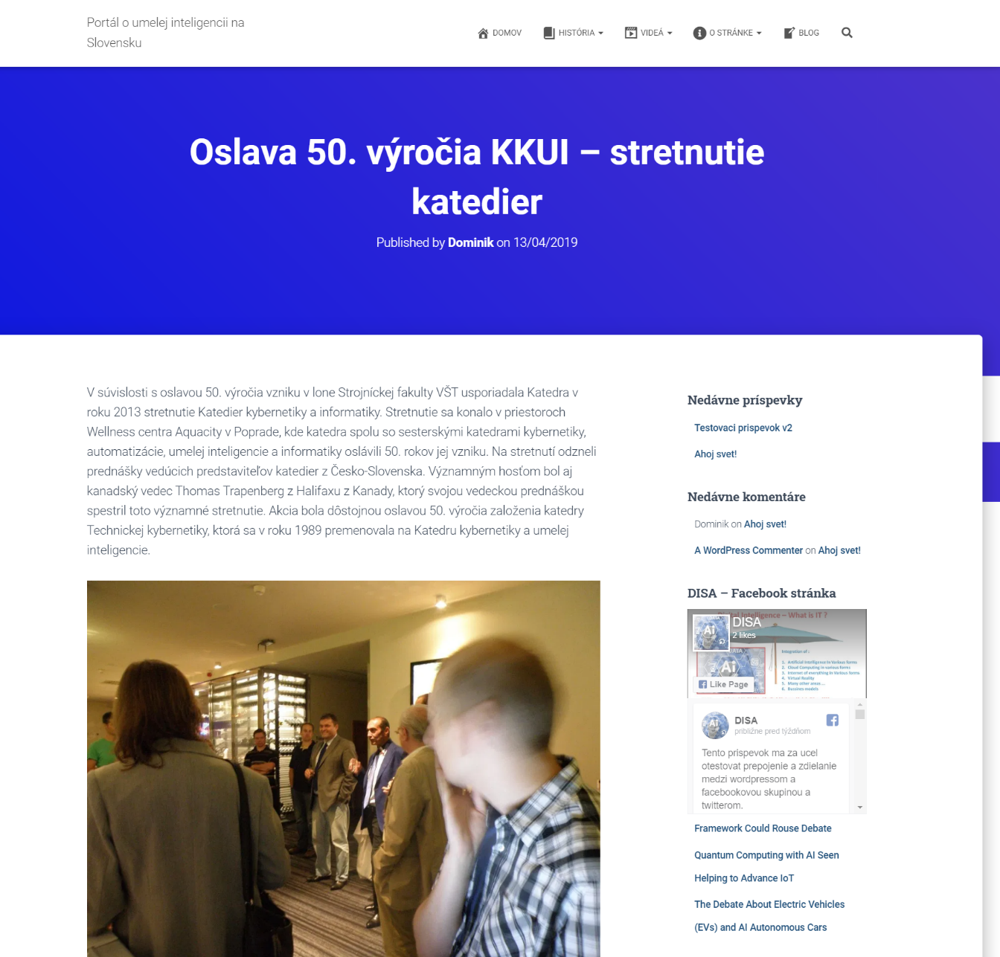 Portál o umelej inteligencii na
Slovensku
DOMOV
HISTÓRIA
VIDEÁ
O STRÁNKE
BLOG
Oslava 50. výročia KKUI – stretnutie
katedier
Published by Dominik on 13/04/2019
V súvislosti s oslavou 50. výročia vzniku v lone Strojníckej fakulty VŠT usporiadala Katedra v
roku 2013 stretnutie Katedier kybernetiky a informatiky. Stretnutie sa konalo v priestoroch
Wellness centra Aquacity v Poprade, kde katedra spolu so sesterskými katedrami kybernetiky,
automatizácie, umelej inteligencie a informatiky oslávili 50. rokov jej vzniku. Na stretnutí odzneli
prednášky vedúcich predstaviteľov katedier z Česko-Slovenska. Významným hosťom bol aj
kanadský vedec Thomas Trapenberg z Halifaxu z Kanady, ktorý svojou vedeckou prednáškou
spestril toto významné stretnutie. Akcia bola dôstojnou oslavou 50. výročia založenia katedry
Technickej kybernetiky, ktorá sa v roku 1989 premenovala na Katedru kybernetiky a umelej
inteligencie.
Nedávne príspevky
Testovaci prispevok v2
Ahoj svet!
Nedávne komentáre
Dominik on Ahoj svet!
A WordPress Commenter on Ahoj svet!
DISA – Facebook stránka
intelligence – What is IT ?
DISA
2 likes
Ai
DATA
Ai
Integration of :
1. Artificial Intelligence in Various forms
2. Cloud Computing in various forms
3. Internet of everything in Various forms
4. Virtual Reality
5. Many other areas ...
6. Bussines models
Like Page
Ai
DISA
približne pred týždňom
Tento prispevok ma za ucel
otestovat prepojenie a zdielanie
medzi wordpressom a
facebookovou skupinou a
twitterom.
Framework Could Rouse Debate
Quantum Computing with AI Seen
Helping to Advance IoT
The Debate About Electric Vehicles
(EVs) and AI Autonomous Cars